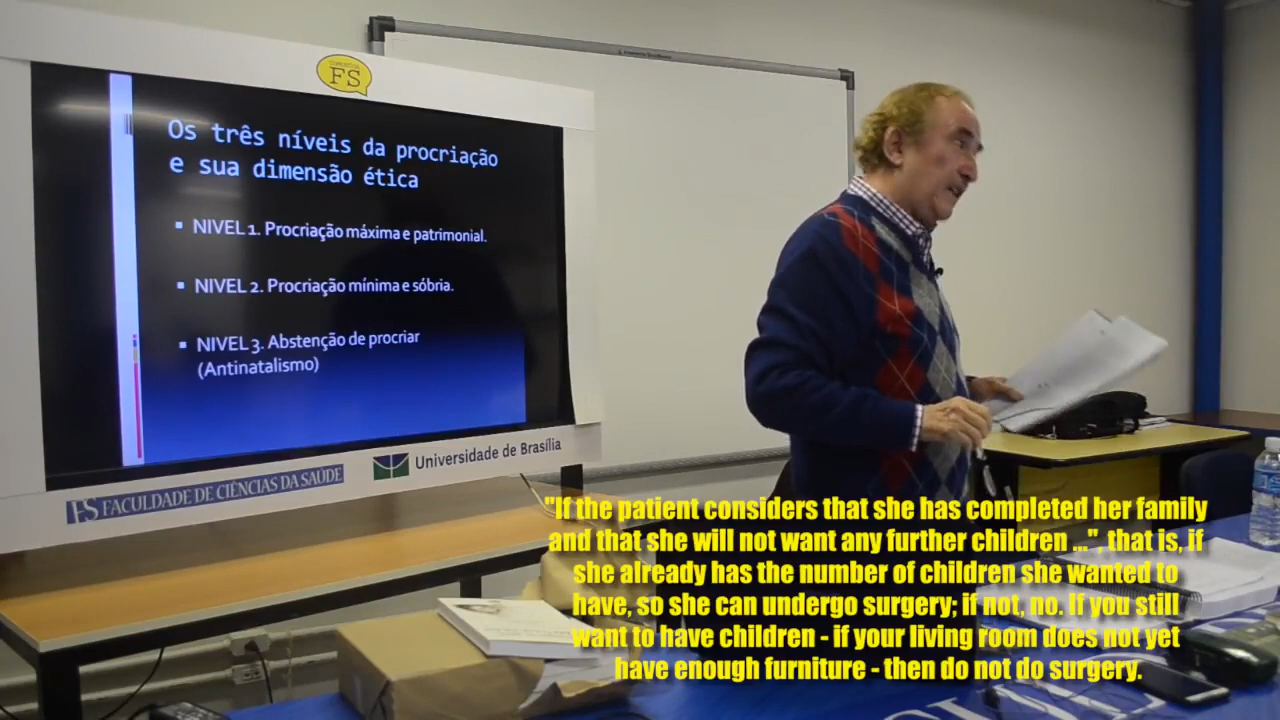 FS
Os três níveis da procriação
e sua dimensão ética
NIVEL 1. Procriação máxima e patrimonial.
NIVEL 2. Procriação mínima e sóbria.
NIVEL 3. Abstenção de procriar
(Antinatalismo)
FS FACULDADE DE CIÊNCIAS DA SAÚDE
Universidade de Brasília
"If the patient considers that she has completed her family
and that she will not want any further children ...", that is, if
she already has the number of children she wanted to
have, so she can undergo surgery; if not, no. If you still
want to have children - if your living room does not yet
have enough furniture - then do not do surgery.